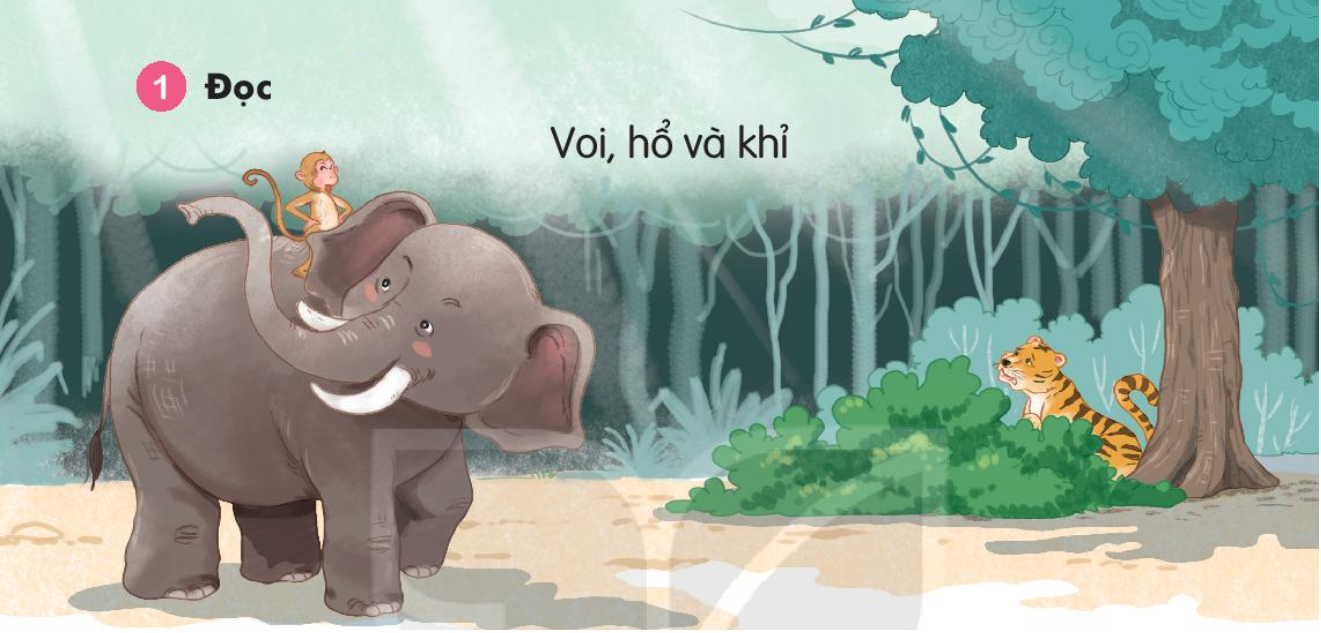 1 Đọc
Voi, hổ và khỉ